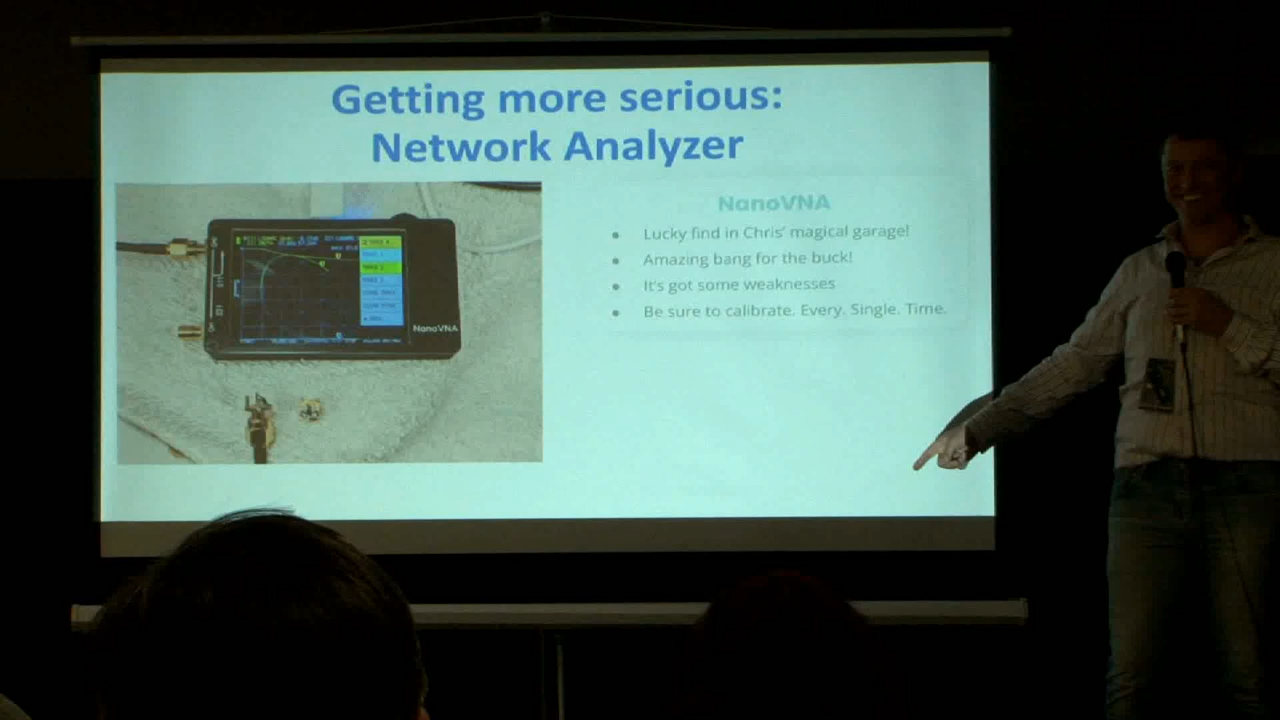 Getting more serious:
Network Analyzer
NanoVNA
Lucky find in Chris' magical garage!
Amazing bang for the buck!
It's got some weaknesses
Be sure to calibrate. Every. Single. Time.
NanoVNA